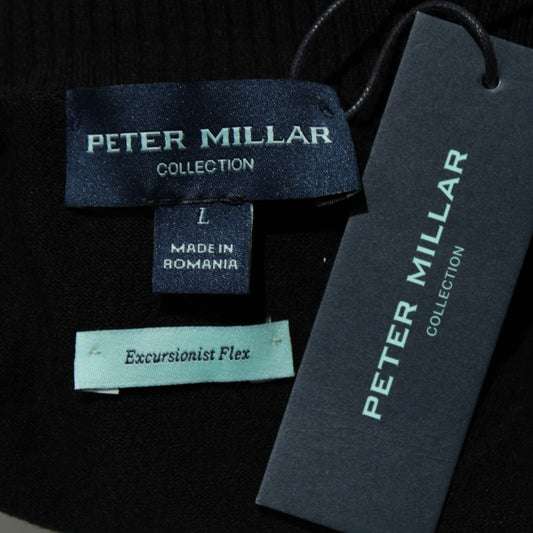 PETER MILLAR
COLLECTION
L
MADE IN
ROMANIA
Excursionist Flex
PETER MILLAR
COLLECTION